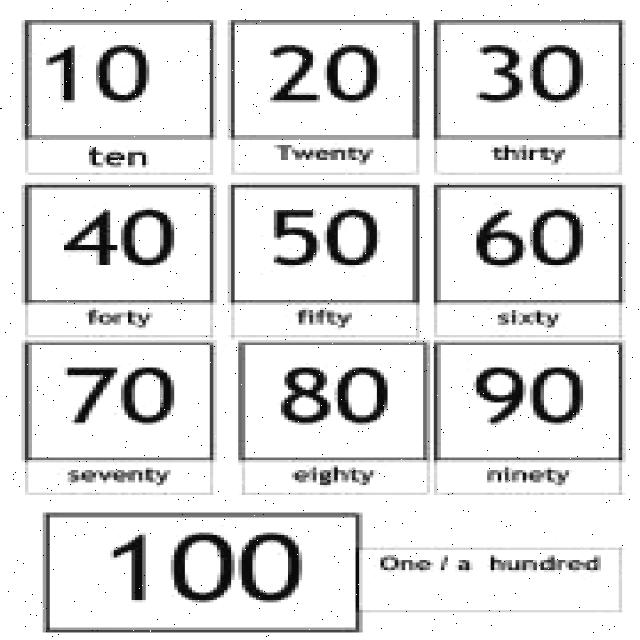 10 20 30
ten Twenty thirty
40 50 60
forty fifty sixty
70 80 90
seventy eighty ninety
100 One / a hundred